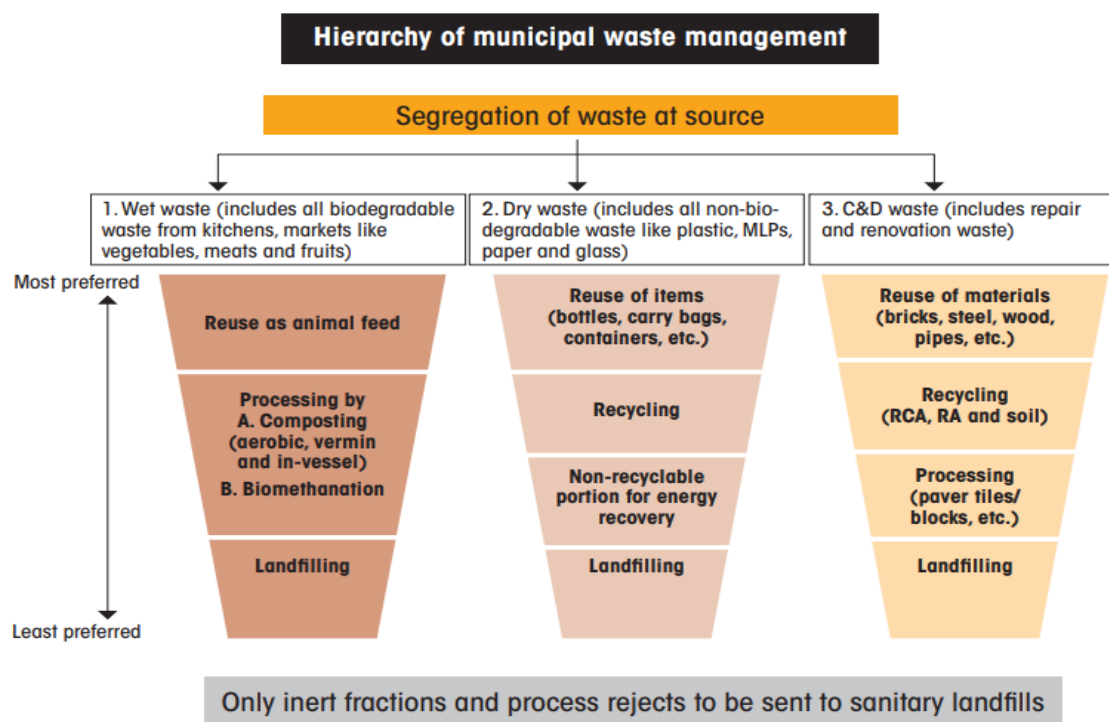 Hierarchy of municipal waste management
Segregation of waste at source
1. Wet waste (includes all biodegradable
waste from kitchens, markets like
vegetables, meats and fruits)
2. Dry waste (includes all non-bio-
degradable waste like plastic, MLPs,
paper and glass)
3. C&D waste (includes repair
and renovation waste)
Most preferred
Least preferred
Reuse as animal feed
Processing by
A. Composting
(aerobic, vermin
and in-vessel)
B. Biomethanation
Landfilling
Reuse of items
(bottles, carry bags,
containers, etc.)
Recycling
Non-recyclable
portion for energy
recovery
Landfilling
Reuse of materials
(bricks, steel, wood,
pipes, etc.)
Recycling
(RCA, RA and soil)
Processing
(paver tiles/
blocks, etc.)
Landfilling
Only inert fractions and process rejects to be sent to sanitary landfills